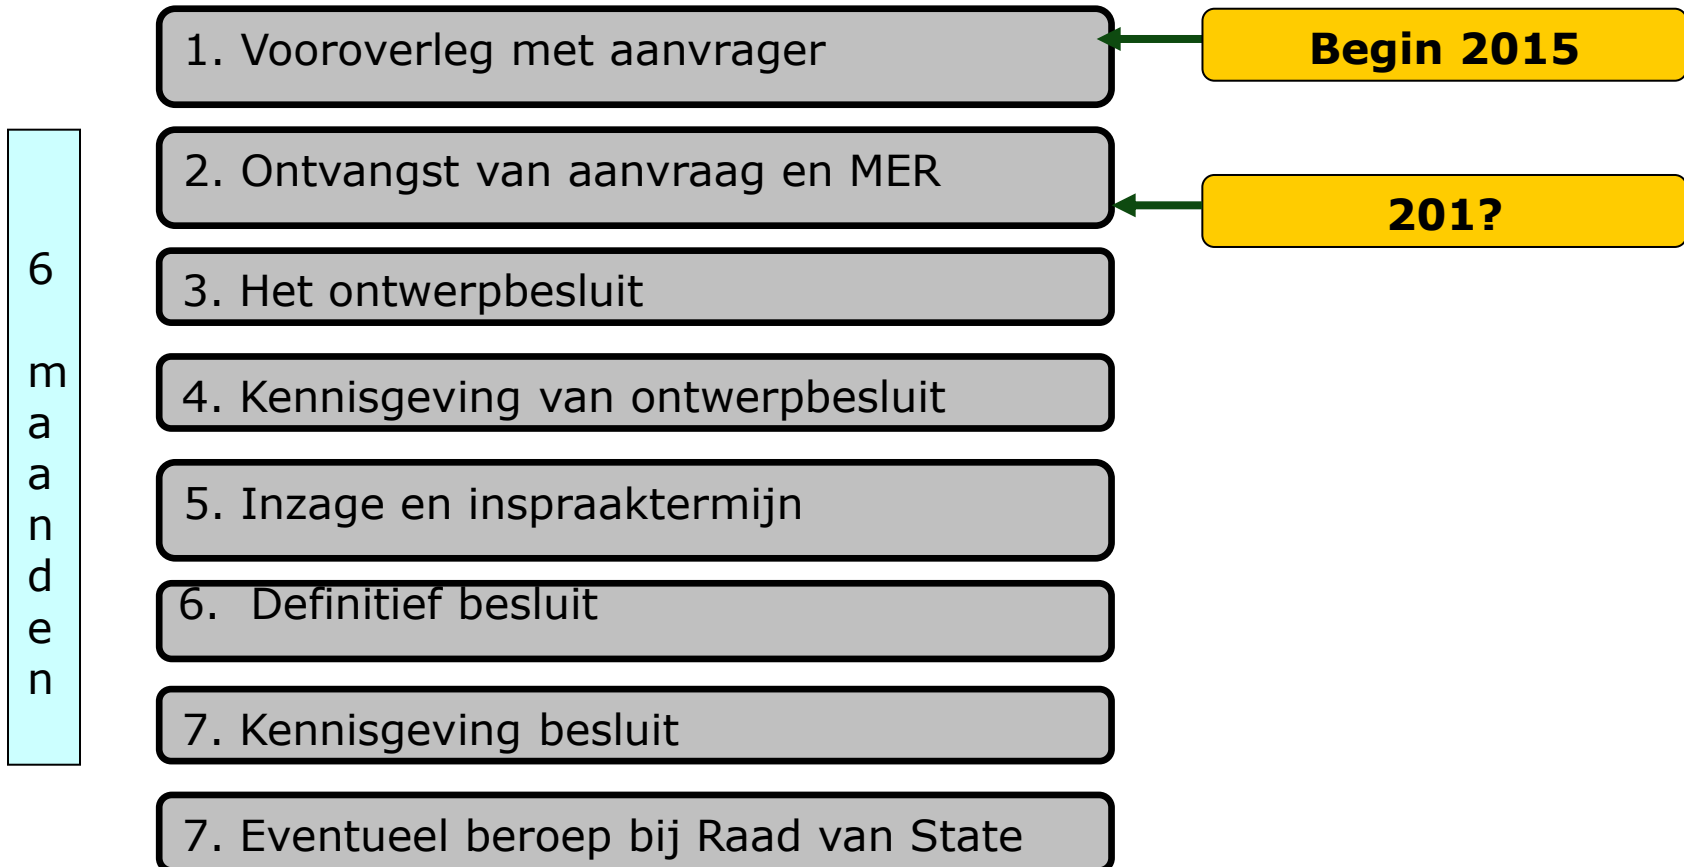 1. Vooroverleg met aanvrager
Begin 2015
2. Ontvangst van aanvraag en MER
201?
6
m
a
a
n
d
e
n
3. Het ontwerpbesluit
4. Kennisgeving van ontwerpbesluit
5. Inzage en inspraaktermijn
6. Definitief besluit
7. Kennisgeving besluit
7. Eventueel beroep bij Raad van State